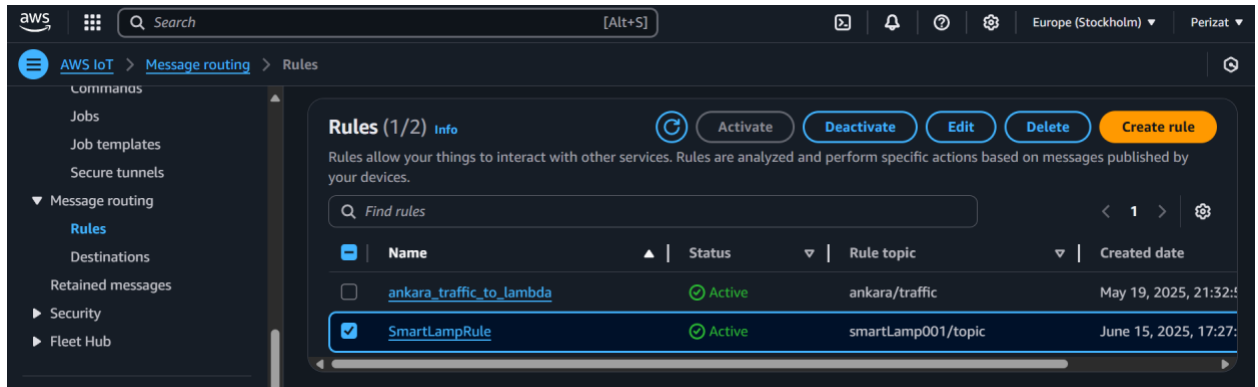 aws
Search [Alt+S]
Europe (Stockholm) ▼
Perizat ▼
AWS IoT > Message routing > Rules
Commands
Jobs
Job templates
Secure tunnels
Message routing
Rules
Destinations
Retained messages
Security
Fleet Hub
Rules (1/2) Info
Activate
Deactivate
Edit
Delete
Create rule
Rules allow your things to interact with other services. Rules are analyzed and perform specific actions based on messages published by
your devices.
Find rules
< 1 >
Name Status Rule topic Created date
ankara_traffic_to_lambda Active ankara/traffic May 19, 2025, 21:32:
SmartLampRule Active smartLamp001/topic June 15, 2025, 17:27: